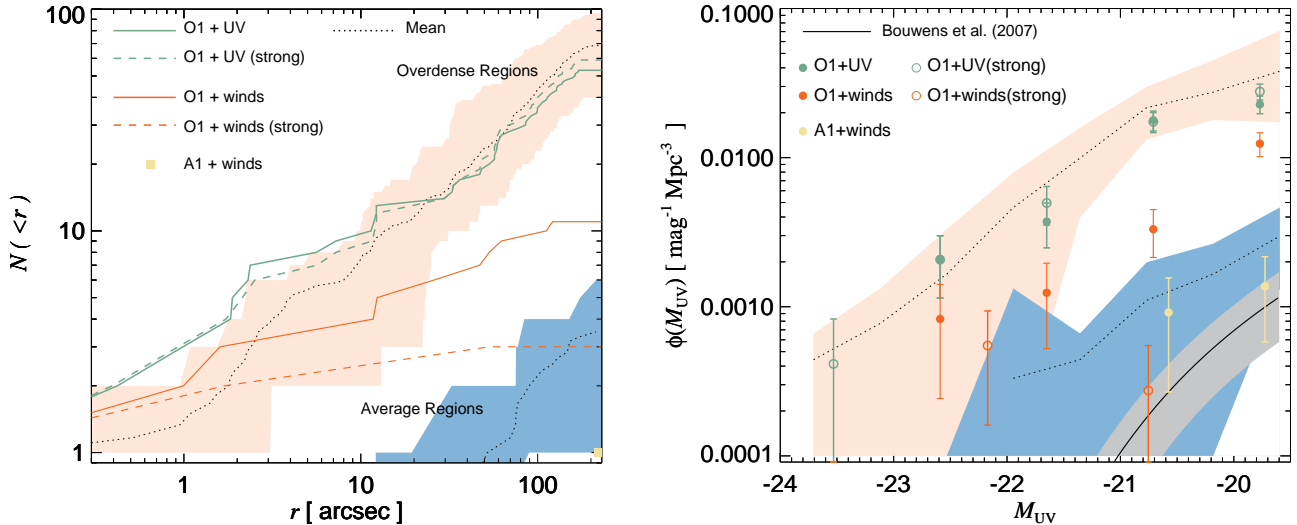 100
10
1
N ( <r )
O1 + UV
O1 + UV (strong)
O1 + winds
O1 + winds (strong)
A1 + winds
Mean
Overdense Regions
Average Regions
1 10 100
r [ arcsec ]
0.1000
0.0100
0.0010
0.0001
ϕ(M_UV) [ mag⁻¹ Mpc⁻³ ]
Bouwens et al. (2007)
O1+UV O1+UV(strong)
O1+winds O1+winds(strong)
A1+winds
-24 -23 -22 -21 -20
M_UV